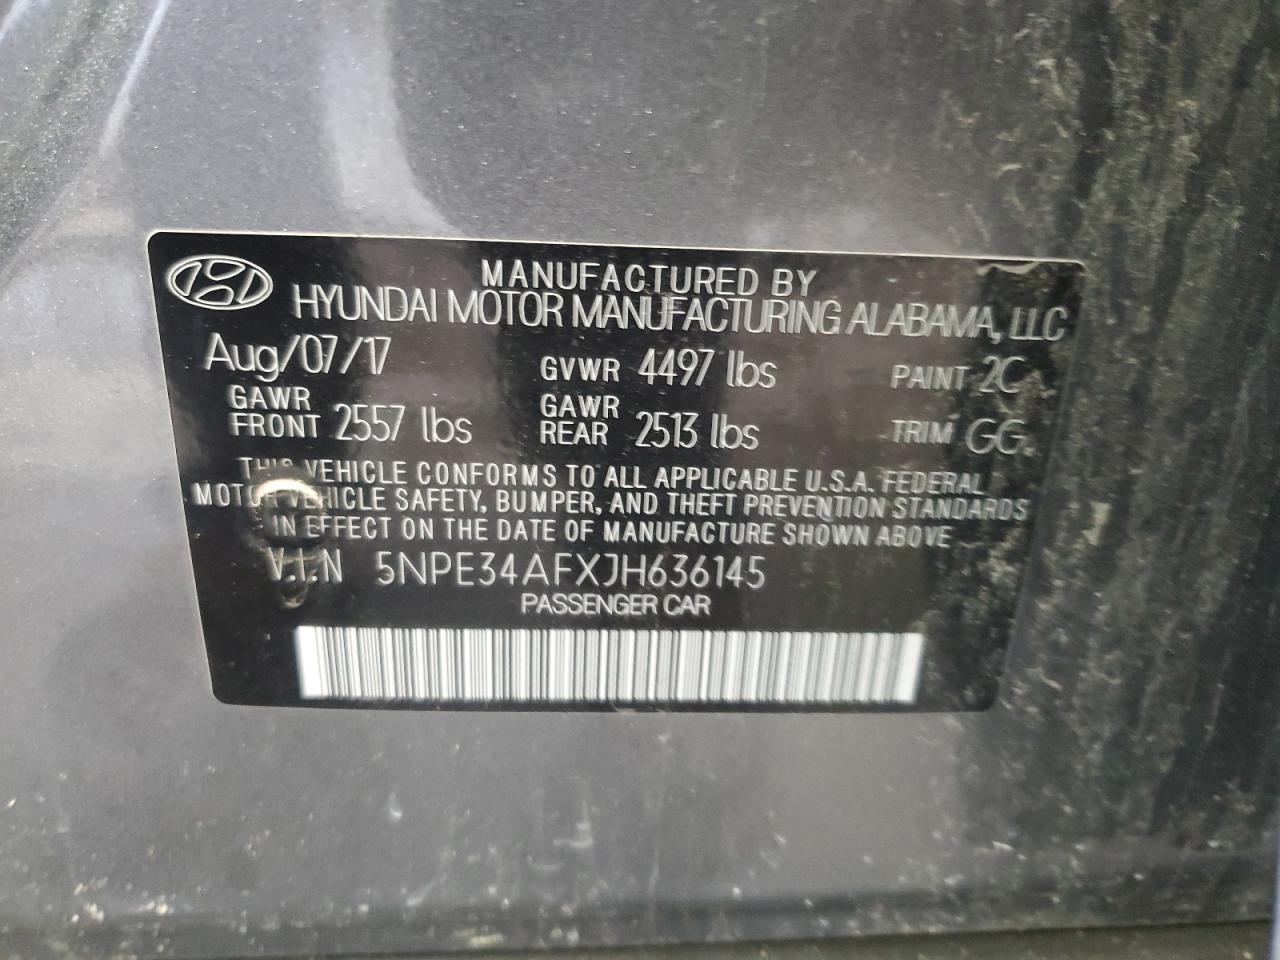 MANUFACTURED BY
HYUNDAI MOTOR MANUFACTURING ALABAMA, LLC
Aug/07/17 GVWR 4497 lbs PAINT 2C
GAWR FRONT 2557 lbs GAWR REAR 2513 lbs TRIM GG
THIS VEHICLE CONFORMS TO ALL APPLICABLE U.S.A. FEDERAL
MOTOR VEHICLE SAFETY, BUMPER, AND THEFT PREVENTION STANDARDS
IN EFFECT ON THE DATE OF MANUFACTURE SHOWN ABOVE
V.I.N 5NPE34AFXJH636145
PASSENGER CAR